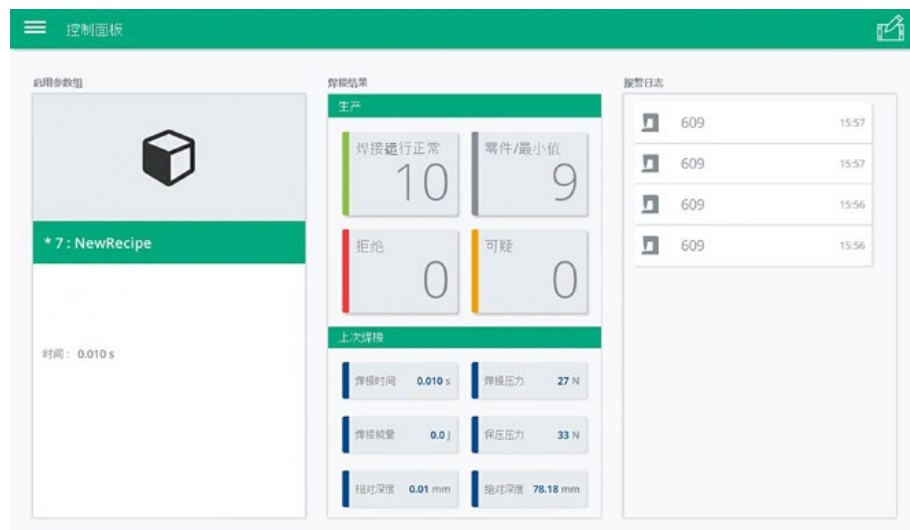 控制面板
启用参数组
* 7 : NewRecipe
时间： 0.010 s
焊接结果
生产
焊接运行正常
10
零件/最小值
9
拒绝
0
可疑
0
上次焊接
焊接时间 0.010 s
焊接压力 27 N
焊接能量 0.0 J
保压压力 33 N
相对深度 0.01 mm
绝对深度 78.18 mm
报警日志
609 15:57
609 15:57
609 15:56
609 15:56